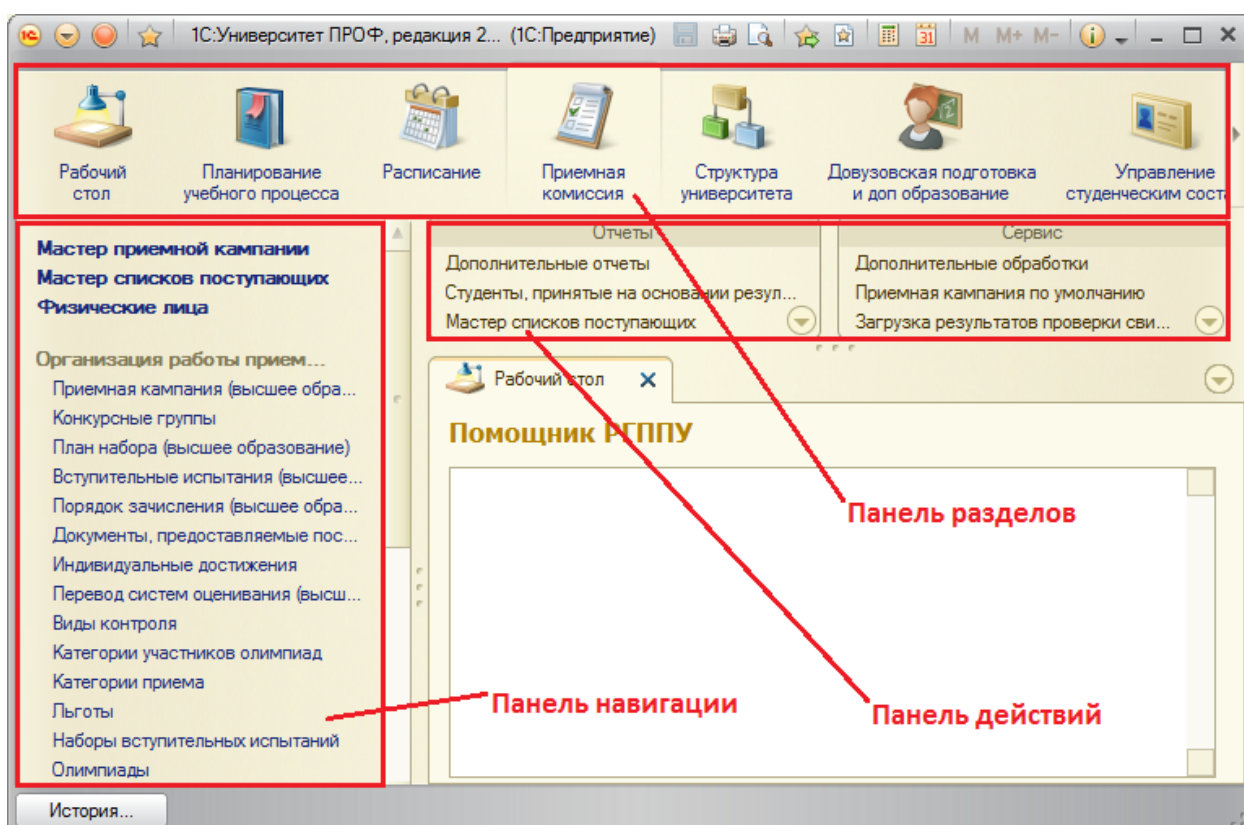 1С:Университет ПРОФ, редакция 2... (1С:Предприятие)
31
M M+ M-
Рабочий
стол
Планирование
учебного процесса
Расписание
Приемная
комиссия
Структура
университета
Довузовская подготовка
и доп образование
Управление
студенческим соста
Мастер приемной кампании
Мастер списков поступающих
Физические лица
Организация работы прием...
Приемная кампания (высшее обра...
Конкурсные группы
План набора (высшее образование)
Вступительные испытания (высшее...
Порядок зачисления (высшее обра...
Документы, предоставляемые пос...
Индивидуальные достижения
Перевод систем оценивания (высш...
Виды контроля
Категории участников олимпиад
Категории приема
Льготы
Наборы вступительных испытаний
Олимпиады
Отчеты
Дополнительные отчеты
Студенты, принятые на основании резул...
Мастер списков поступающих
Сервис
Дополнительные обработки
Приемная кампания по умолчанию
Загрузка результатов проверки сви...
Рабочий стол
Помощник РГППУ
Панель разделов
Панель навигации
Панель действий
История...